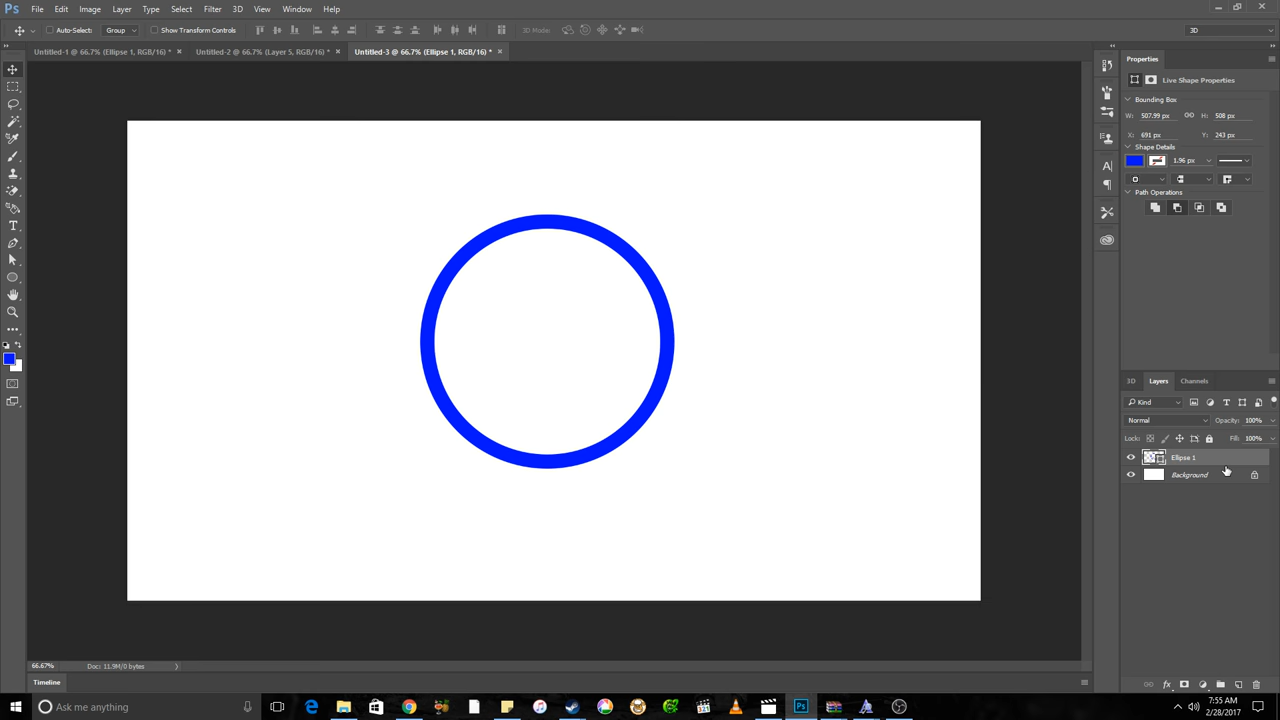 Ps File Edit Image Layer Type Select Filter 3D View Window Help
Auto-Select: Group Show Transform Controls 3D Mode: 3D
Untitled-1 @ 66.7% (Ellipse 1, RGB/16) * × Untitled-2 @ 66.7% (Layer 5, RGB/16) * × Untitled-3 @ 66.7% (Ellipse 1, RGB/16) * ×
Properties
Live Shape Properties
Bounding Box
W: 507.99 px H: 508 px
X: 691 px Y: 243 px
Shape Details
1.96 px
Path Operations
3D Layers Channels
Kind
Normal Opacity: 100%
Lock: Fill: 100%
Ellipse 1
Background
66.67% Doc: 11.9M/0 bytes
Timeline
Ask me anything
7:55 AM
2/28/2017